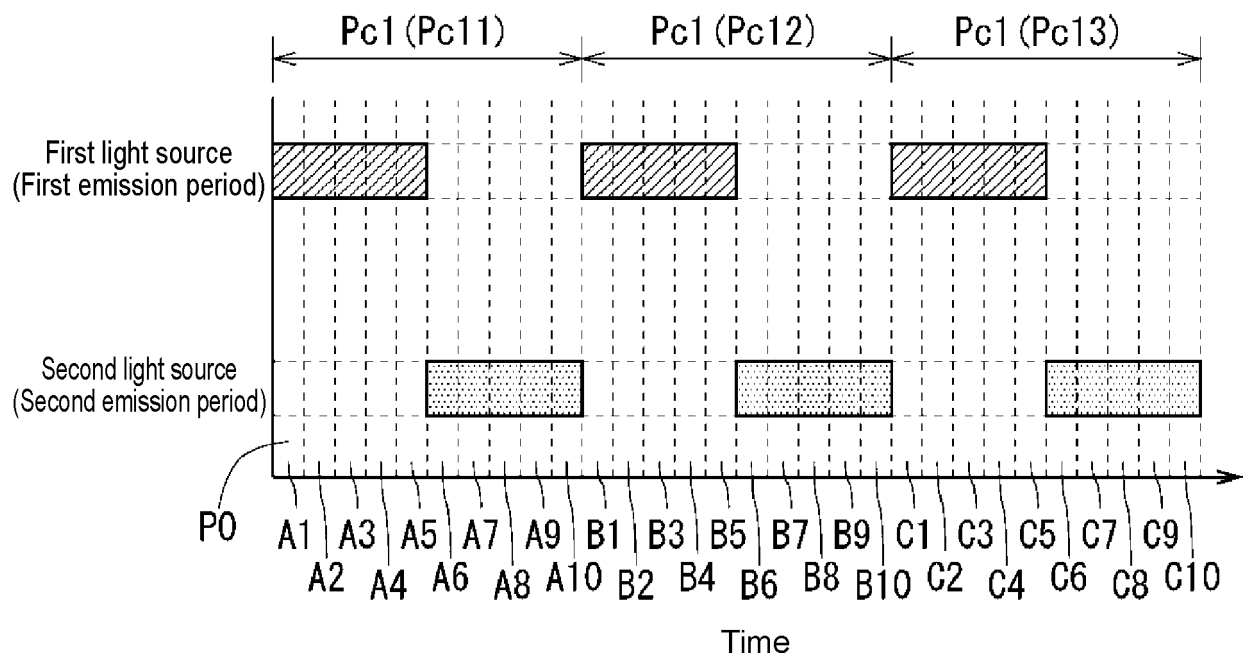 Pc1(Pc11) Pc1(Pc12) Pc1(Pc13)
First light source
(First emission period)
Second light source
(Second emission period)
P0
A1 A3 A5 A7 A9 B1 B3 B5 B7 B9 C1 C3 C5 C7 C9
A2 A4 A6 A8 A10 B2 B4 B6 B8 B10 C2 C4 C6 C8 C10
Time